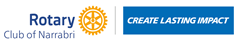 Rotary
Club of Narrabri
CREATE LASTING IMPACT